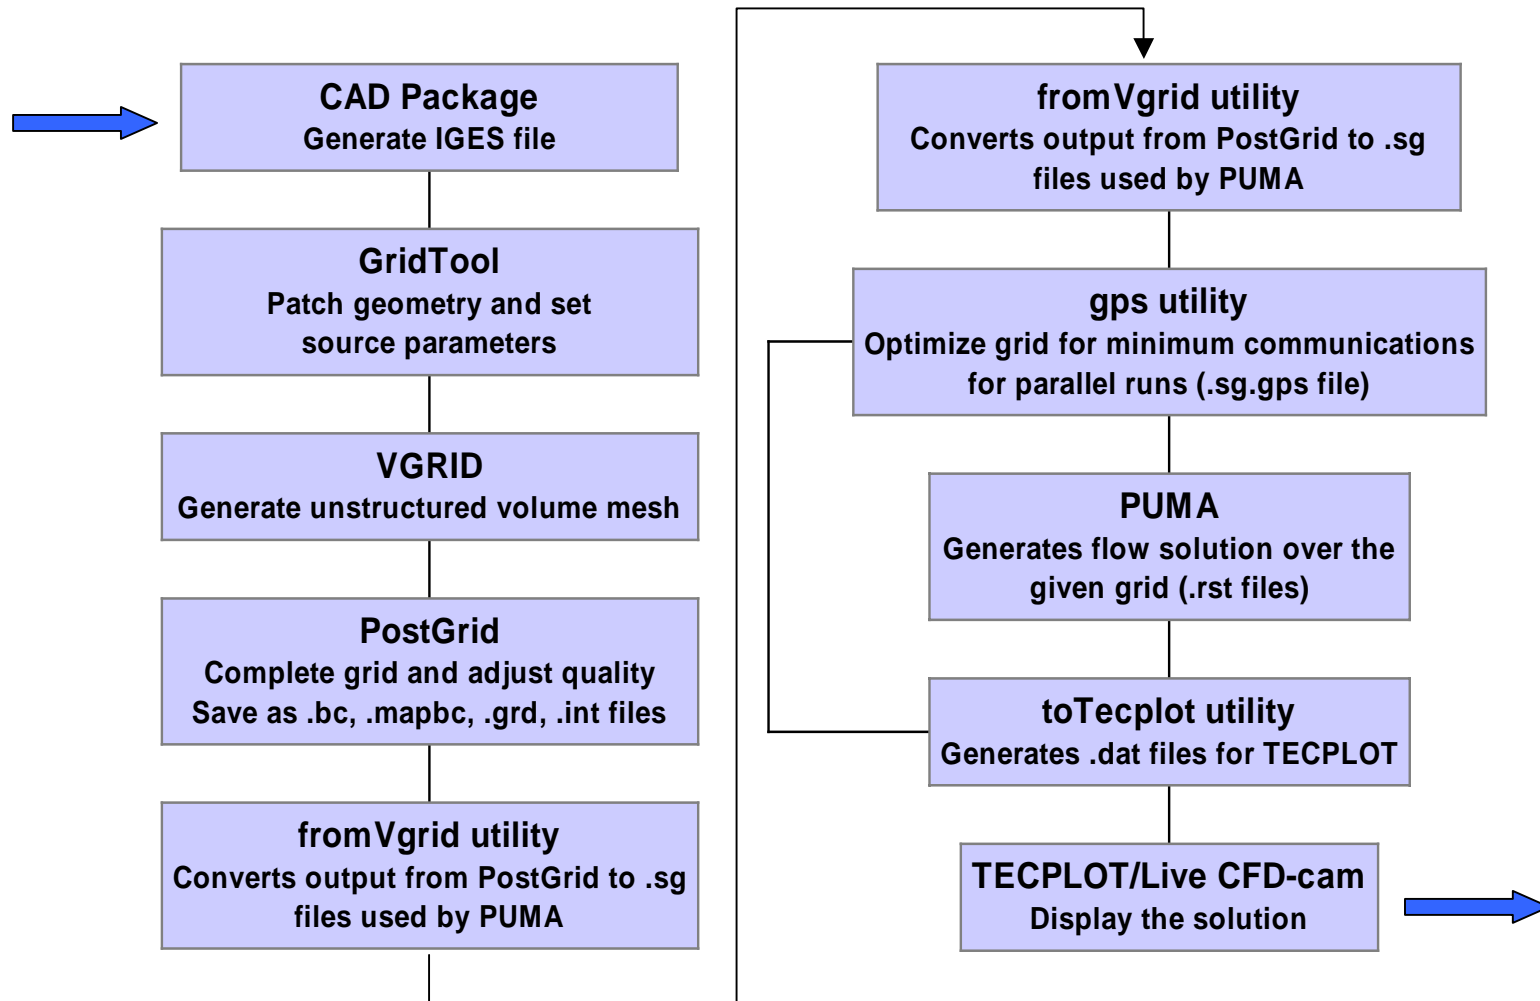 CAD Package
Generate IGES file
GridTool
Patch geometry and set
source parameters
VGRID
Generate unstructured volume mesh
PostGrid
Complete grid and adjust quality
Save as .bc, .mapbc, .grd, .int files
fromVgrid utility
Converts output from PostGrid to .sg
files used by PUMA
fromVgrid utility
Converts output from PostGrid to .sg
files used by PUMA
gps utility
Optimize grid for minimum communications
for parallel runs (.sg.gps file)
PUMA
Generates flow solution over the
given grid (.rst files)
toTecplot utility
Generates .dat files for TECPLOT
TECPLOT/Live CFD-cam
Display the solution